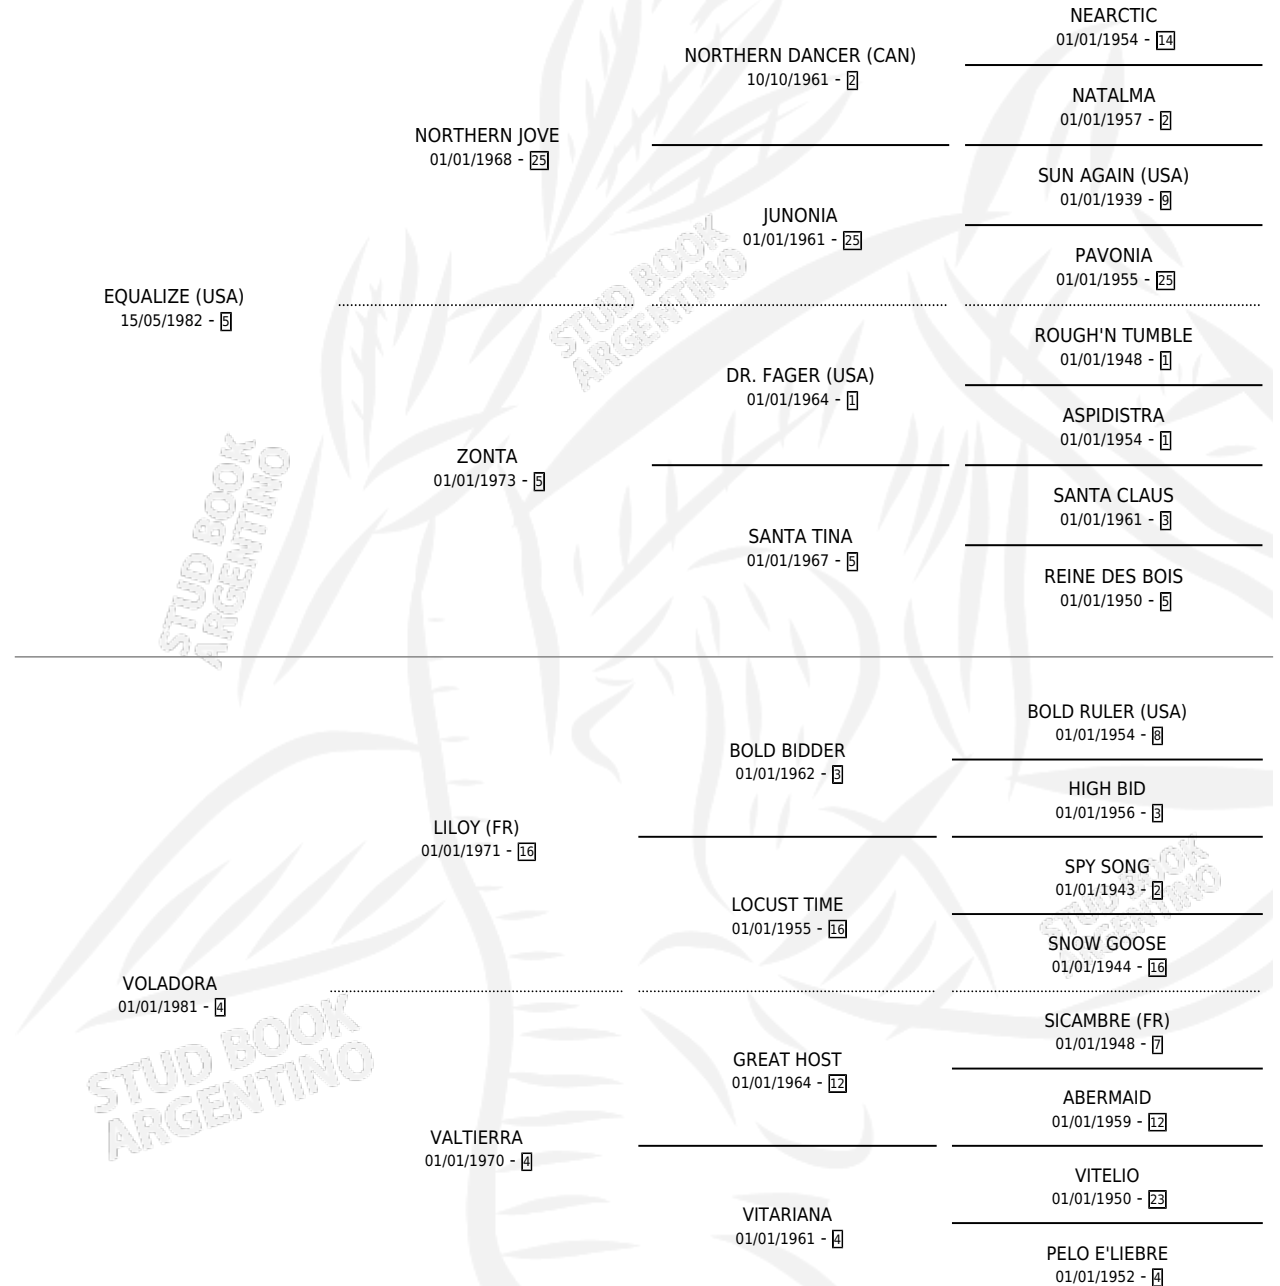 NEARCTIC
01/01/1954 - 14
NORTHERN DANCER (CAN)
10/10/1961 - 2
NATALMA
01/01/1957 - 2
NORTHERN JOVE
01/01/1968 - 25
SUN AGAIN (USA)
01/01/1939 - 9
JUNONIA
01/01/1961 - 25
PAVONIA
01/01/1955 - 25
EQUALIZE (USA)
15/05/1982 - 5
ROUGH'N TUMBLE
01/01/1948 - 1
DR. FAGER (USA)
01/01/1964 - 1
ASPIDISTRA
01/01/1954 - 1
ZONTA
01/01/1973 - 5
SANTA CLAUS
01/01/1961 - 3
SANTA TINA
01/01/1967 - 5
REINE DES BOIS
01/01/1950 - 5
BOLD RULER (USA)
01/01/1954 - 8
BOLD BIDDER
01/01/1962 - 3
HIGH BID
01/01/1956 - 3
LILOY (FR)
01/01/1971 - 16
SPY SONG
01/01/1943 - 2
LOCUST TIME
01/01/1955 - 16
SNOW GOOSE
01/01/1944 - 16
VOLADORA
01/01/1981 - 4
SICAMBRE (FR)
01/01/1948 - 7
GREAT HOST
01/01/1964 - 12
ABERMAID
01/01/1959 - 12
VALTIERRA
01/01/1970 - 4
VITELIO
01/01/1950 - 23
VITARIANA
01/01/1961 - 4
PELO E'LIEBRE
01/01/1952 - 4
STUD BOOK
ARGENTINO
STUD BOOK
ARGENTINO
STUD BOOK
ARGENTINO
STUD BOOK
ARGENTINO